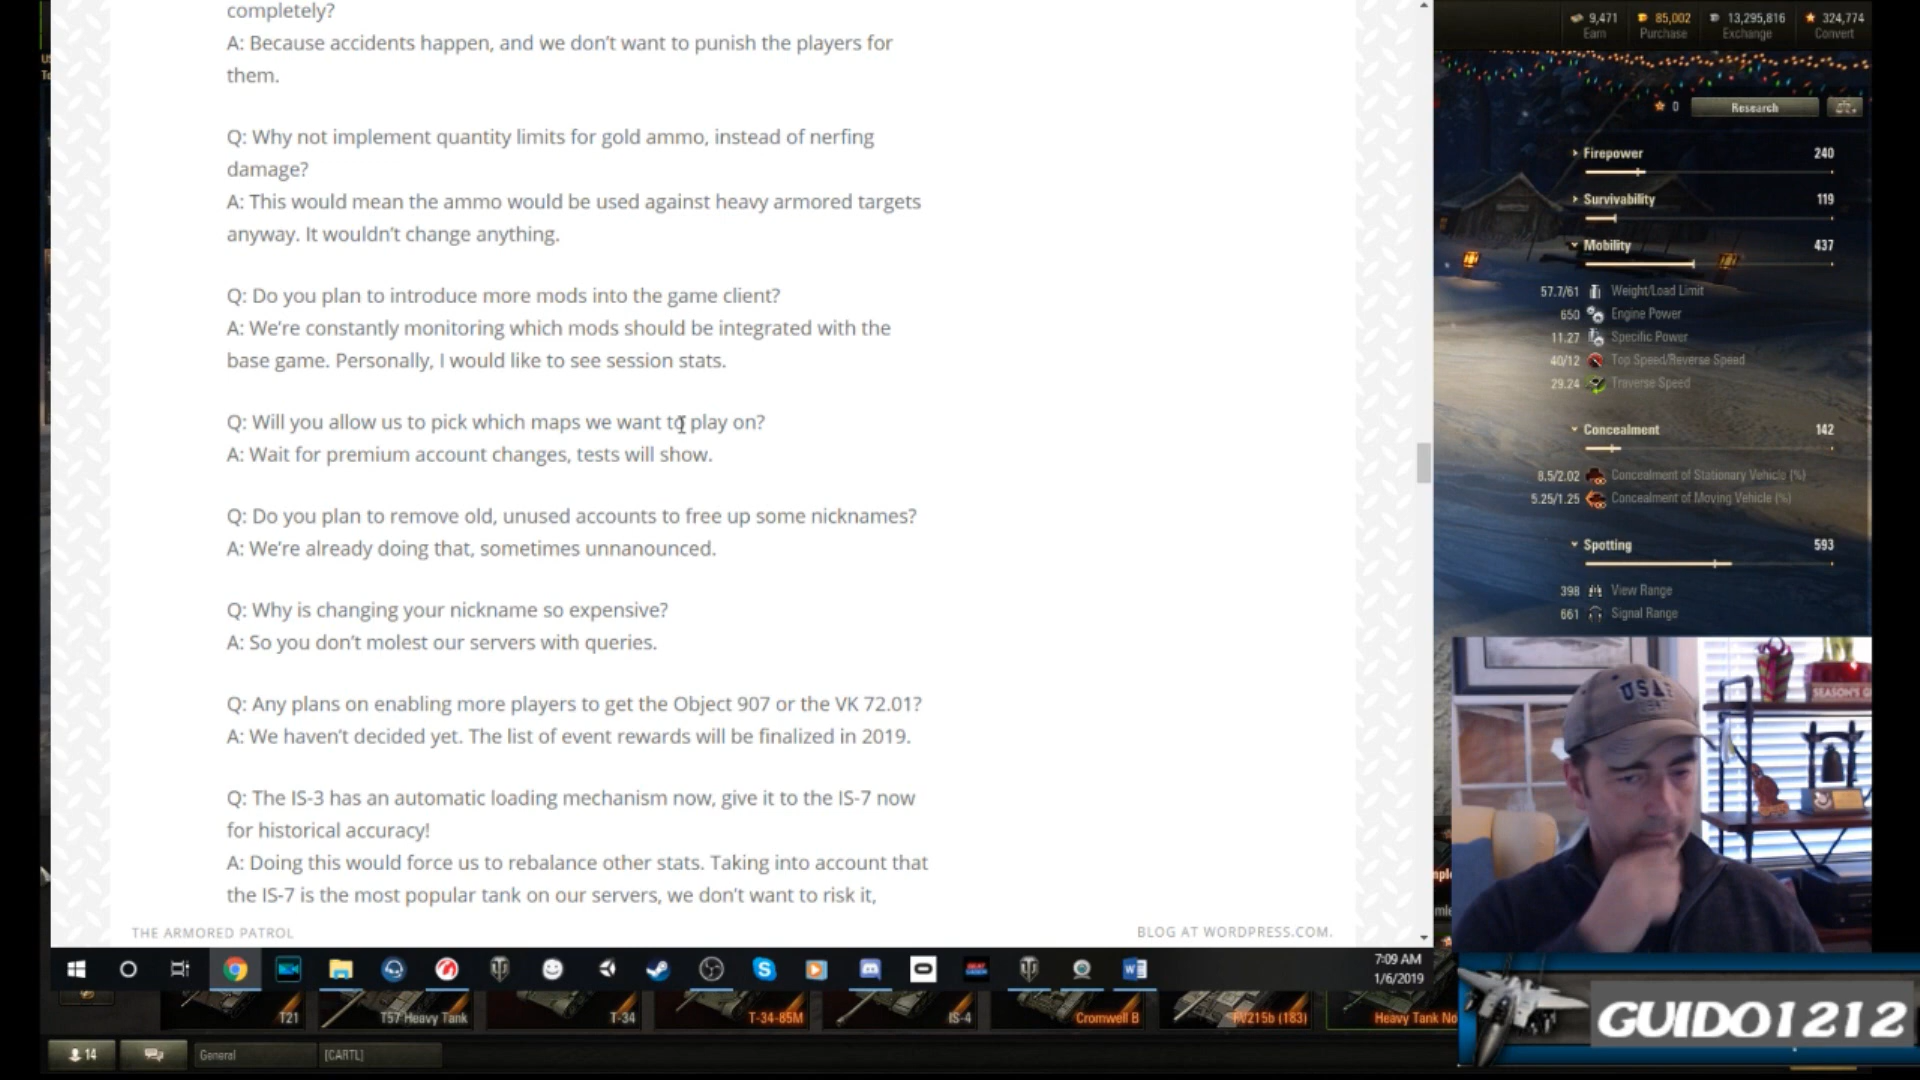 completely?
A: Because accidents happen, and we don't want to punish the players for
them.
Q: Why not implement quantity limits for gold ammo, instead of nerfing
damage?
A: This would mean the ammo would be used against heavy armored targets
anyway. It wouldn't change anything.
Q: Do you plan to introduce more mods into the game client?
A: We're constantly monitoring which mods should be integrated with the
base game. Personally, I would like to see session stats.
Q: Will you allow us to pick which maps we want to play on?
A: Wait for premium account changes, tests will show.
Q: Do you plan to remove old, unused accounts to free up some nicknames?
A: We're already doing that, sometimes unnanounced.
Q: Why is changing your nickname so expensive?
A: So you don't molest our servers with queries.
Q: Any plans on enabling more players to get the Object 907 or the VK 72.01?
A: We haven't decided yet. The list of event rewards will be finalized in 2019.
Q: The IS-3 has an automatic loading mechanism now, give it to the IS-7 now
for historical accuracy!
A: Doing this would force us to rebalance other stats. Taking into account that
the IS-7 is the most popular tank on our servers, we don't want to risk it,
THE ARMORED PATROL
BLOG AT WORDPRESS.COM.
9,471 85,002 13,295,816 324,774
Earn Purchase Exchange Convert
0 Research
Firepower 240
Survivability 119
Mobility 437
57.7/61 Weight/Load Limit
650 Engine Power
11.27 Specific Power
40/12 Top Speed/Reverse Speed
29.24 Traverse Speed
Concealment 142
8.5/2.02 Concealment of Stationary Vehicle (%)
5.25/1.25 Concealment of Moving Vehicle (%)
Spotting 593
398 View Range
661 Signal Range
USAF
SEASON'S
7:09 AM
1/6/2019
T21 T57 Heavy Tank T-34 T-34-85M IS-4 Cromwell B FV215b (183) Heavy Tank No
14 General [CARTL]
GUIDO1212